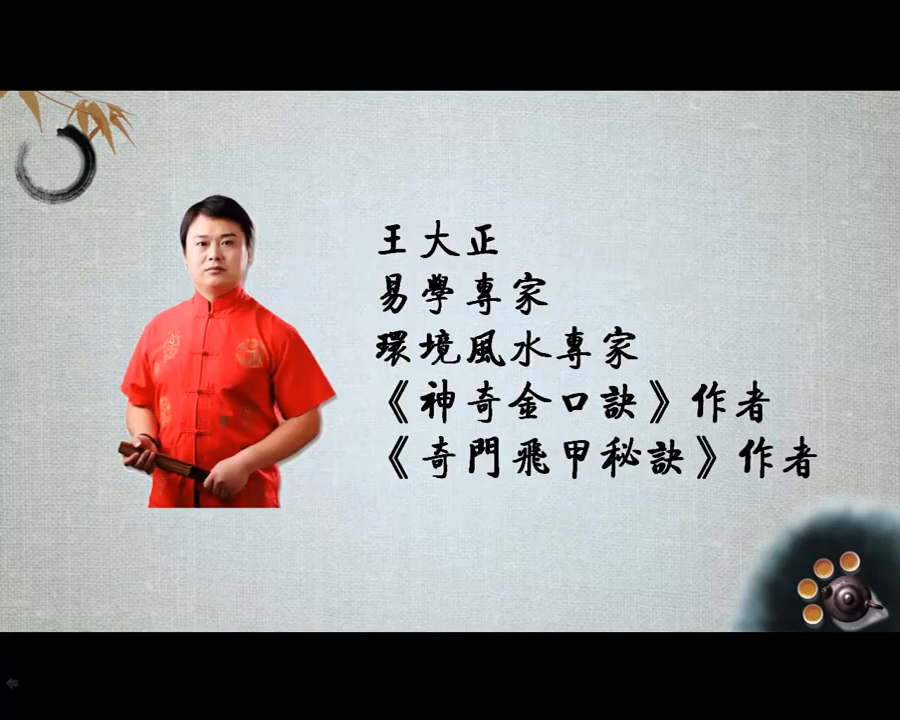 王大正
易學專家
環境風水專家
《神奇金口訣》作者
《奇門飛甲秘訣》作者